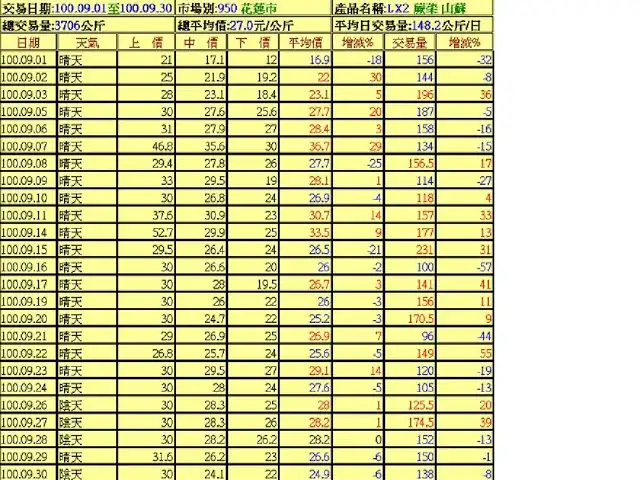 交易日期:100.09.01至100.09.30 市場別:950 花蓮市 產品名稱:LX2 蕨菜 山蘇
總交易量:3706公斤 總平均價:27.0元/公斤 平均日交易量:148.2公斤/日
日期 天氣 上 價 中 價 下 價 平均價 增減% 交易量 增減%
100.09.01 晴天 21 17.1 12 16.9 -18 156 -32
100.09.02 晴天 25 21.9 19.2 22 30 144 -8
100.09.03 晴天 28 23.1 18.4 23.1 5 196 36
100.09.05 晴天 30 27.6 25.6 27.7 20 187 -5
100.09.06 晴天 31 27.9 27 28.4 3 158 -16
100.09.07 晴天 46.8 35.6 30 36.7 29 134 -15
100.09.08 晴天 29.4 27.8 26 27.7 -25 156.5 17
100.09.09 晴天 33 29.5 19 28.1 1 114 -27
100.09.10 晴天 30 26.8 24 26.9 -4 118 4
100.09.11 晴天 37.6 30.9 23 30.7 14 157 33
100.09.14 晴天 52.7 29.9 25 33.5 9 177 13
100.09.15 晴天 29.5 26.4 24 26.5 -21 231 31
100.09.16 晴天 30 26.6 20 26 -2 100 -57
100.09.17 晴天 30 28 19.5 26.7 3 141 41
100.09.19 晴天 30 26 22 26 -3 156 11
100.09.20 晴天 30 24.7 22 25.2 -3 170.5 9
100.09.21 晴天 29 26.9 25 26.9 7 96 -44
100.09.22 晴天 26.8 25.7 24 25.6 -5 149 55
100.09.23 晴天 30 29.5 27 29.1 14 120 -19
100.09.24 晴天 30 28 24 27.6 -5 105 -13
100.09.26 陰天 30 28.3 25 28 1 125.5 20
100.09.27 陰天 30 28.3 26 28.2 1 174.5 39
100.09.28 陰天 30 28.2 26.2 28.2 0 152 -13
100.09.29 晴天 31.6 26.2 23 26.6 -6 150 -1
100.09.30 陰天 30 24.1 22 24.9 -6 138 -8